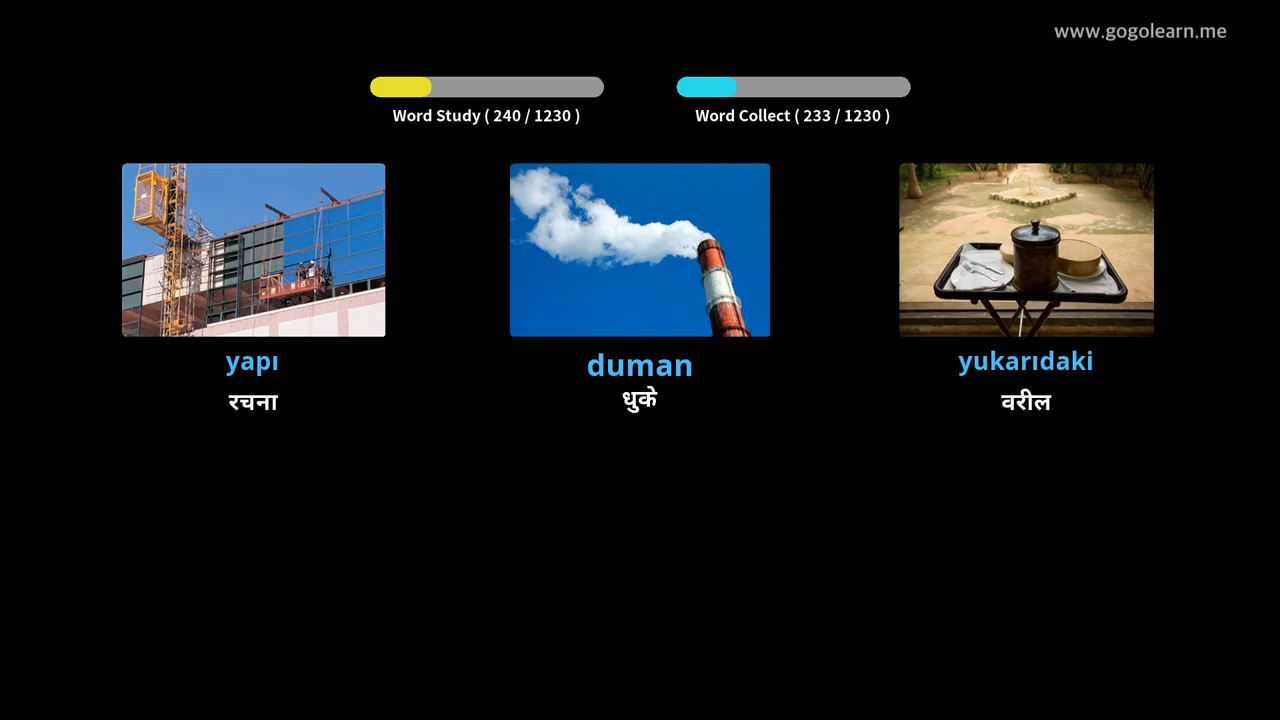 www.gogolearn.me
Word Study ( 240 / 1230 )
Word Collect ( 233 / 1230 )
yapı
duman
yukarıdaki
रचना
धुके
वरील